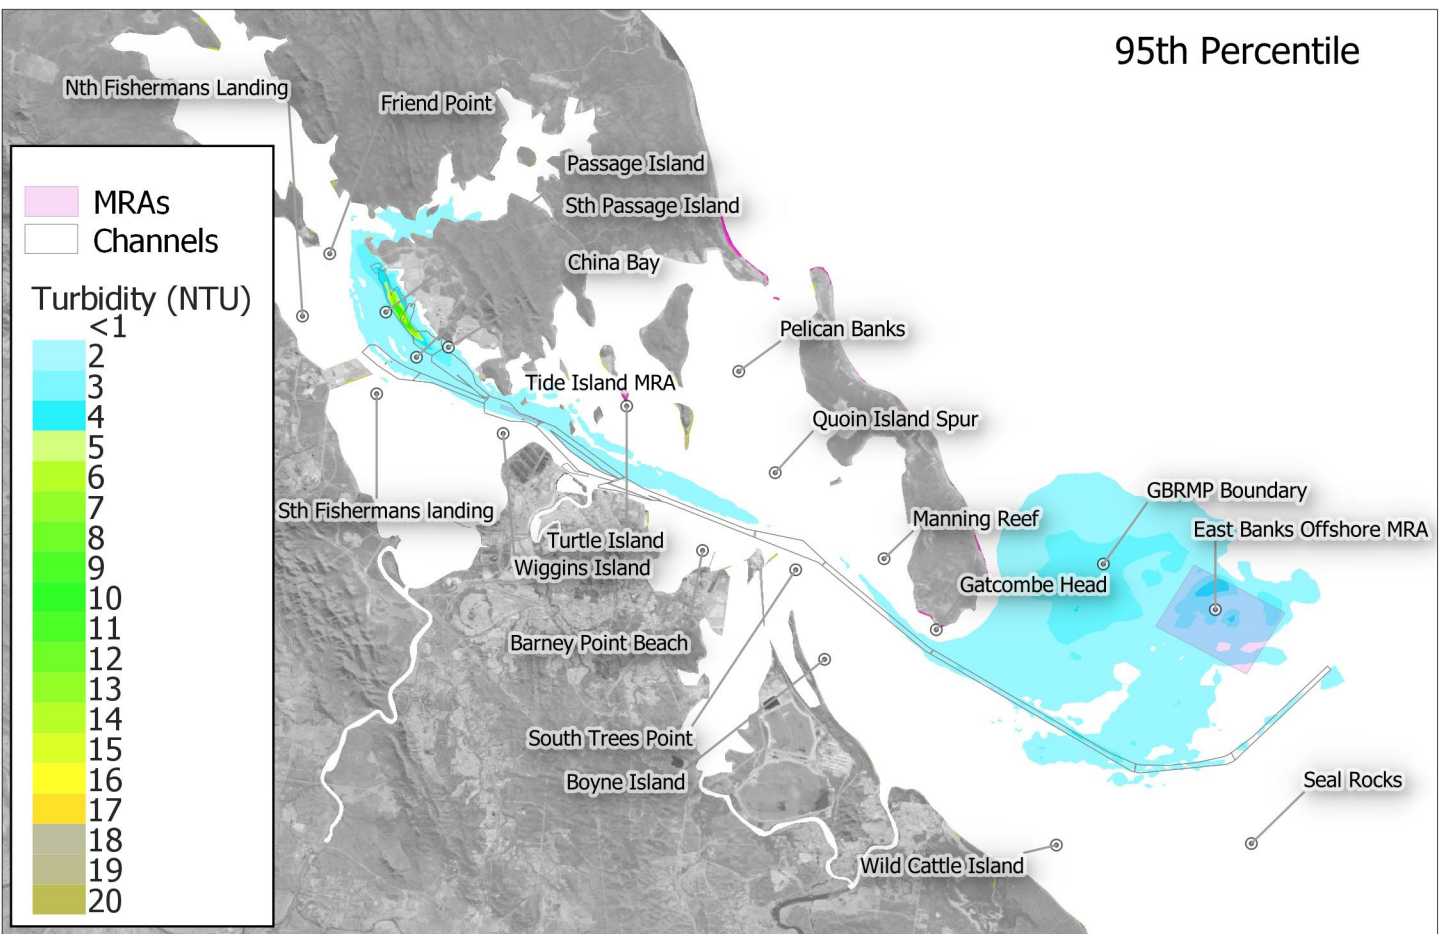 95th Percentile
Nth Fishermans Landing
Friend Point
Passage Island
Sth Passage Island
China Bay
Pelican Banks
Tide Island MRA
Quoin Island Spur
GBRMP Boundary
East Banks Offshore MRA
Sth Fishermans landing
Manning Reef
Turtle Island
Wiggins Island
Gatcombe Head
Barney Point Beach
South Trees Point
Boyne Island
Seal Rocks
Wild Cattle Island
MRAs
Channels
Turbidity (NTU)
<1
2
3
4
5
6
7
8
9
10
11
12
13
14
15
16
17
18
19
20